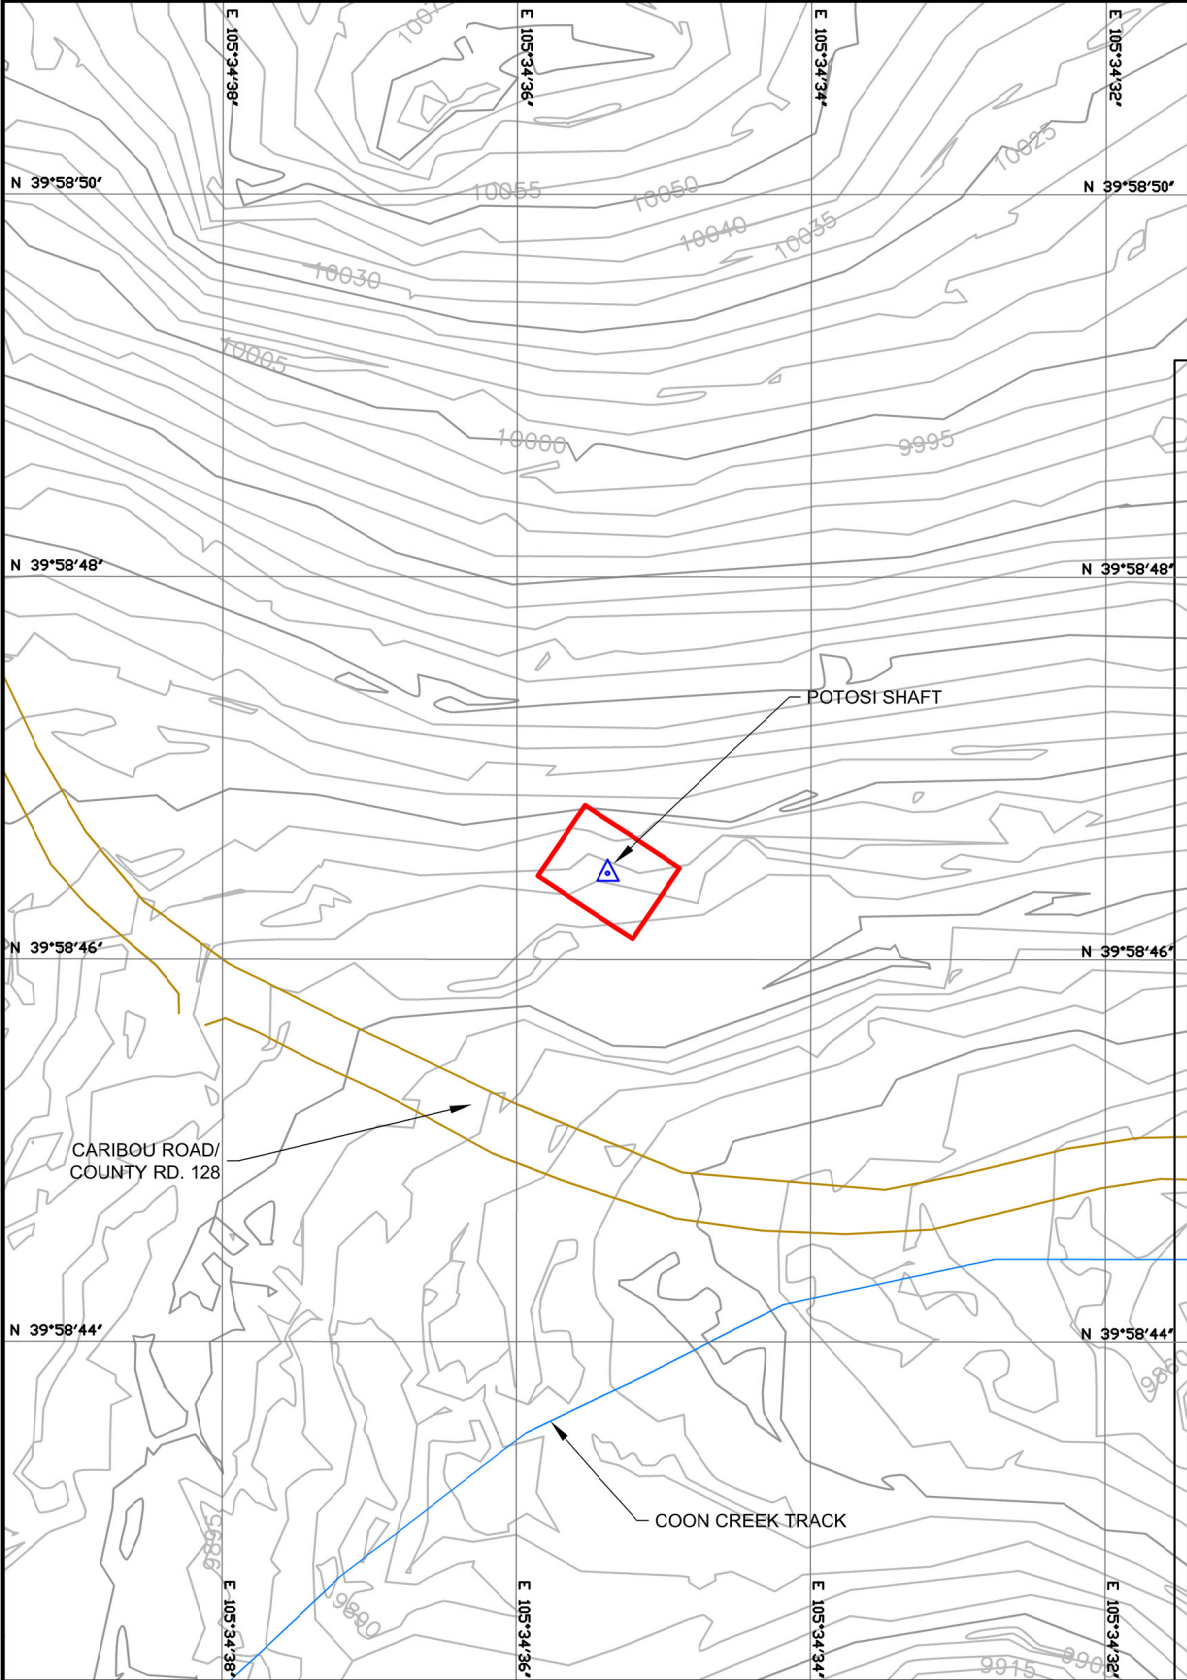 E 105°34'38"
E 105°34'36"
E 105°34'34"
E 105°34'32"
10025
N 39°58'50"
N 39°58'50"
10055
10050
10040
10035
10030
10005
10000
9995
N 39°58'48"
N 39°58'48"
POTOSI SHAFT
N 39°58'46"
N 39°58'46"
CARIBOU ROAD/
COUNTY RD. 128
N 39°58'44"
N 39°58'44"
9860
COON CREEK TRACK
9895
9890
E 105°34'38"
E 105°34'36"
E 105°34'34"
E 105°34'32"
9915